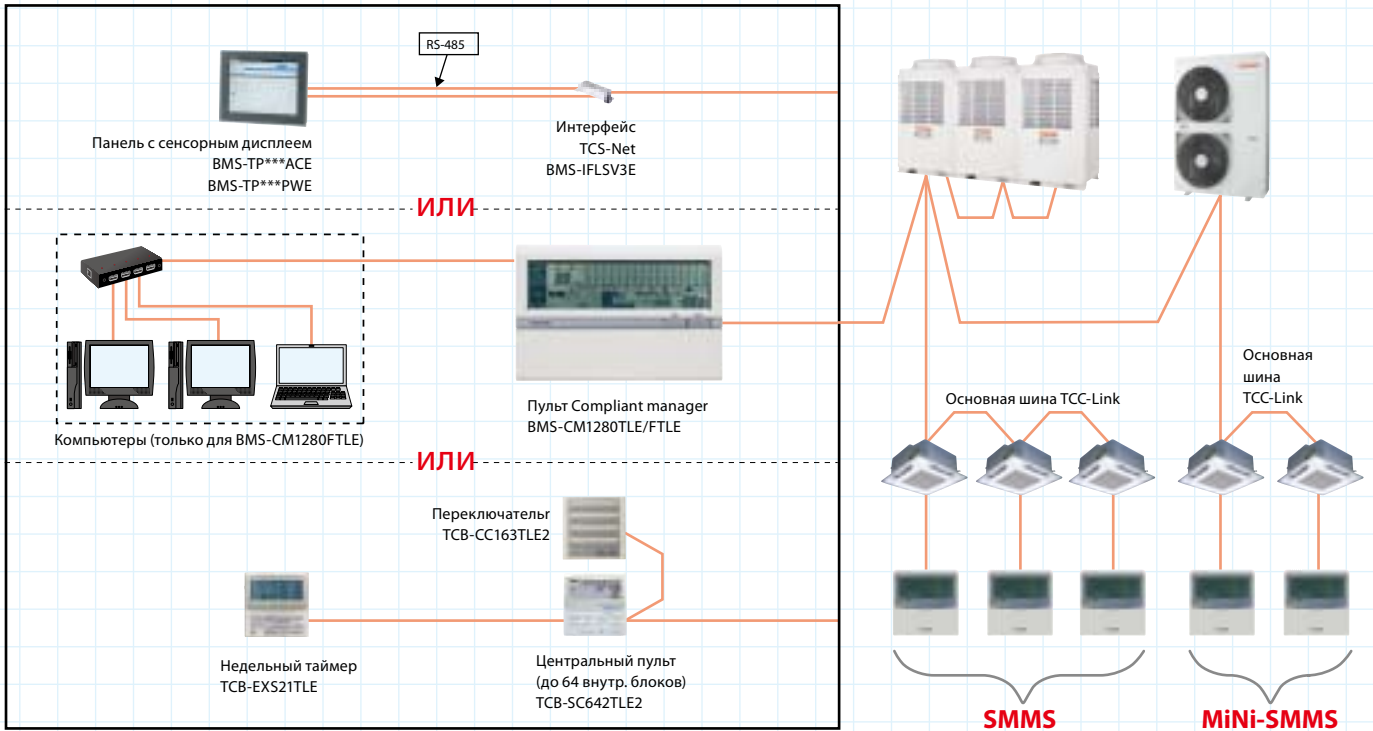 RS-485
Панель с сенсорным дисплеем
BMS-TP***ACE
BMS-TP***PWE
Интерфейс
TCS-Net
BMS-IFLSV3E
ИЛИ
Пульт Compliant manager
BMS-CM1280TLE/FTLE
Компьютеры (только для BMS-CM1280FTLE)
ИЛИ
Переключательг
TCB-CC163TLE2
Недельный таймер
TCB-EXS21TLE
Центральный пульт
(до 64 внутр. блоков)
TCB-SC642TLE2
Основная шина TCC-Link
Основная
шина
TCC-Link
SMMS
MiNi-SMMS